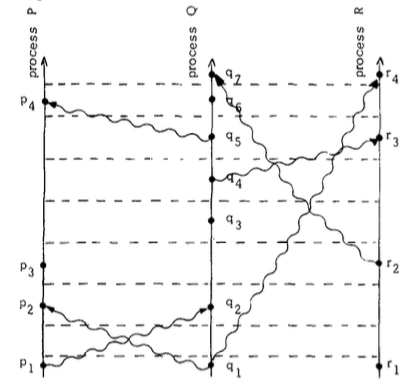 process P
process Q
process R
q7
r4
q6
p4
q5
r3
q4
q3
p3
r2
p2
q2
p1
q1
r1